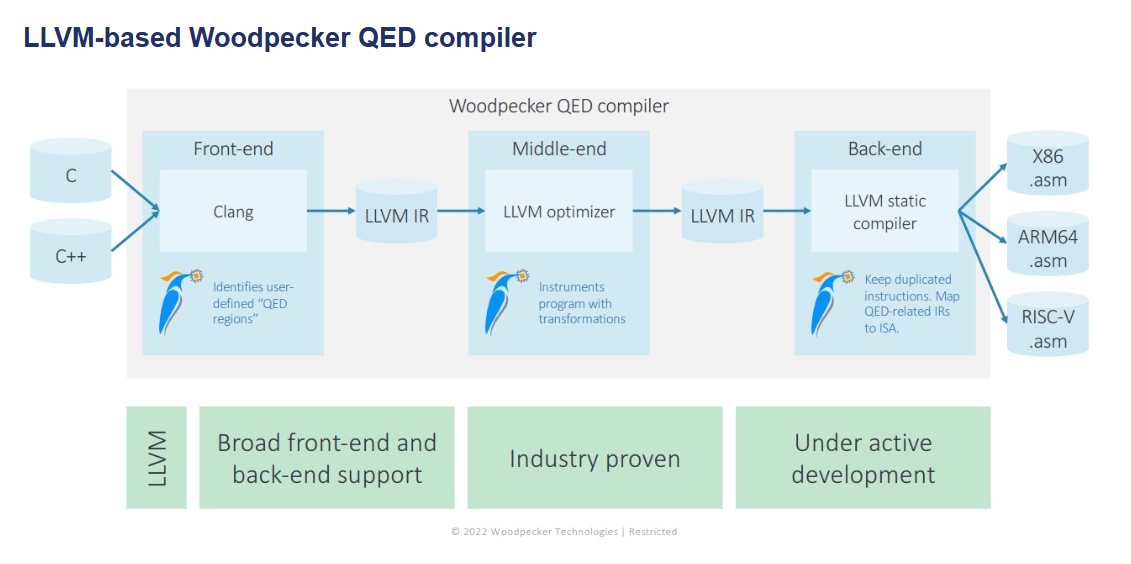 LLVM-based Woodpecker QED compiler
Woodpecker QED compiler
C
C++
Front-end
Clang
Identifies user-
defined “QED
regions”
LLVM IR
Middle-end
LLVM optimizer
Instruments
program with
transformations
LLVM IR
Back-end
LLVM static
compiler
Keep duplicated
instructions. Map
QED-related IRs
to ISA.
X86
.asm
ARM64
.asm
RISC-V
.asm
LLVM
Broad front-end and
back-end support
Industry proven
Under active
development
© 2022 Woodpecker Technologies | Restricted